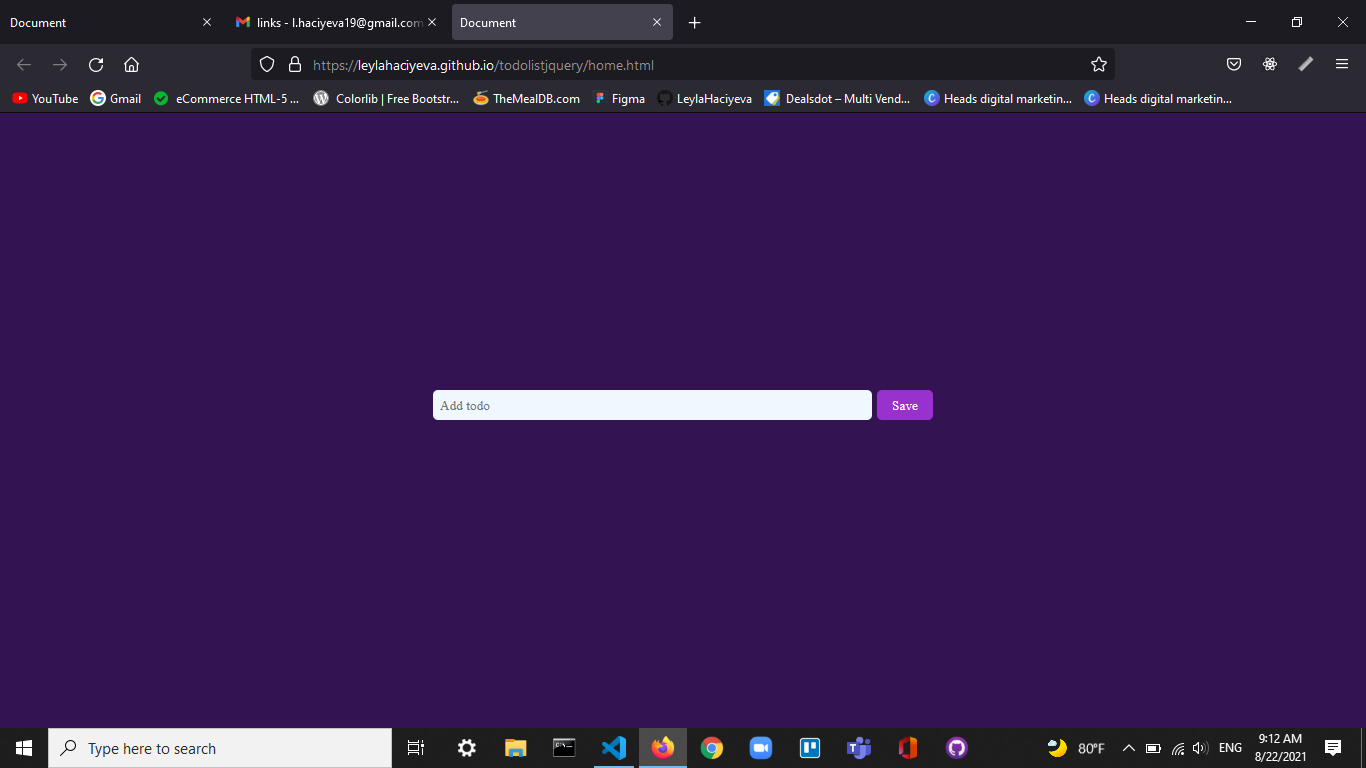 Document
links - l.haciyeva19@gmail.com
Document
https://leylahaciyeva.github.io/todolistjquery/home.html
YouTube
Gmail
eCommerce HTML-5 ...
Colorlib | Free Bootstr...
TheMealDB.com
Figma
LeylaHaciyeva
Dealsdot – Multi Vend...
Heads digital marketin...
Heads digital marketin...
Add todo
Save
Type here to search
80°F
ENG
9:12 AM
8/22/2021